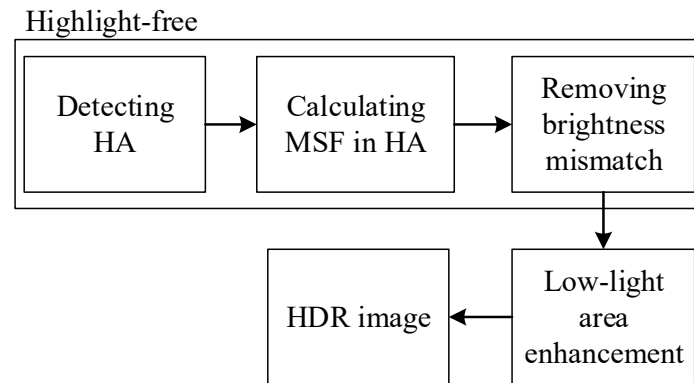 Highlight-free
Detecting
HA
Calculating
MSF in HA
Removing
brightness
mismatch
HDR image
Low-light
area
enhancement